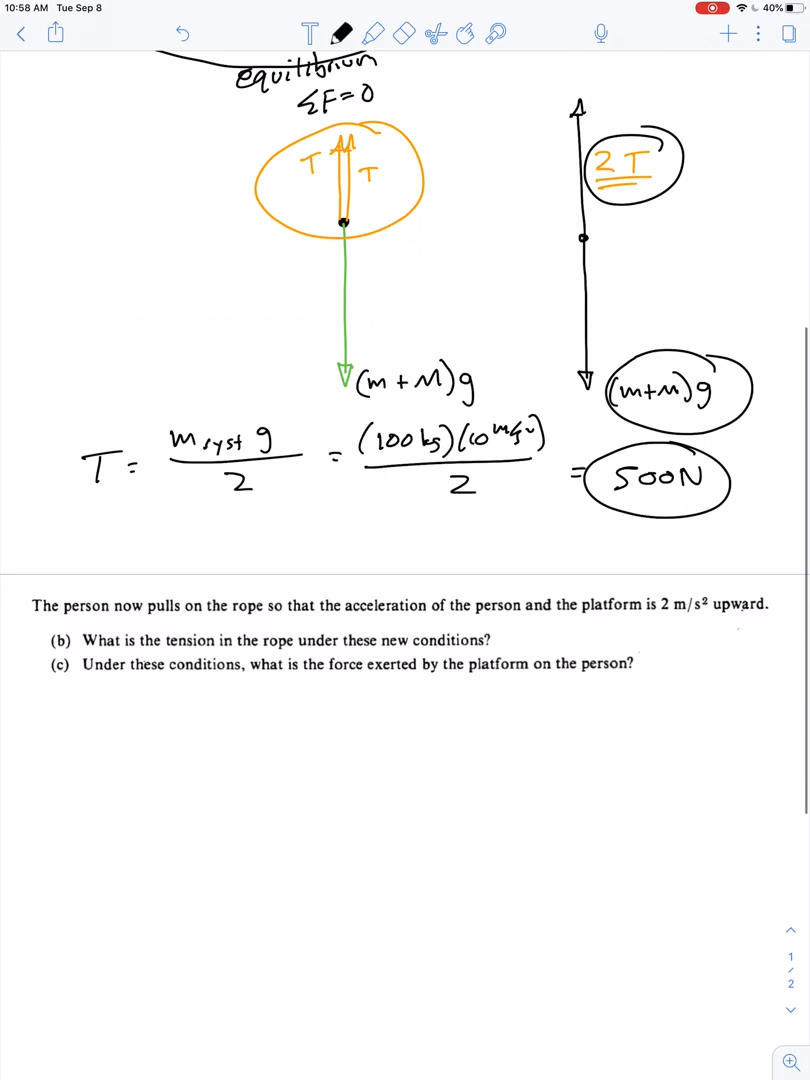 10:58 AM Tue Sep 8
40%
T
equilibrium
ΣF=0
T
T
2T
(m+M)g
(m+M)g
T = m syst g / 2 = (100 kg)(10 m/s²) / 2 = 500N
The person now pulls on the rope so that the acceleration of the person and the platform is 2 m/s² upward.
(b) What is the tension in the rope under these new conditions?
(c) Under these conditions, what is the force exerted by the platform on the person?
1
/
2